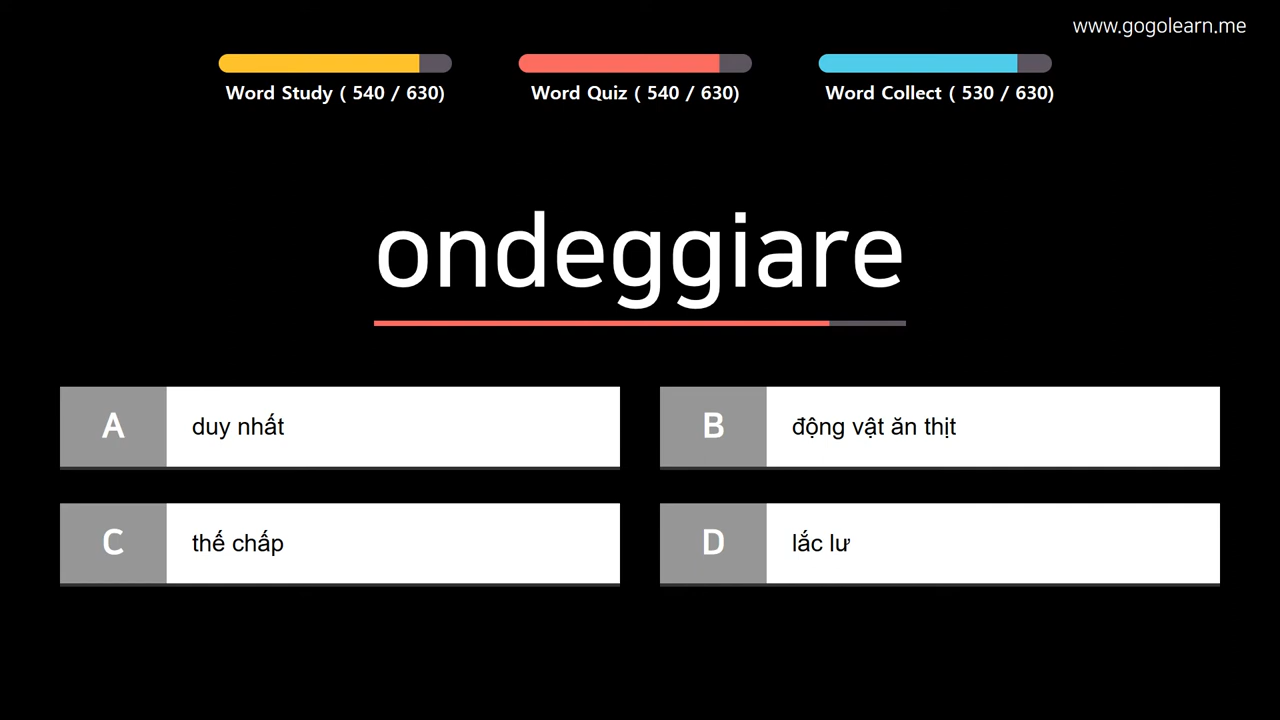 www.gogolearn.me
Word Study ( 540 / 630)
Word Quiz ( 540 / 630)
Word Collect ( 530 / 630)
ondeggiare
A
duy nhất
B
động vật ăn thịt
C
thế chấp
D
lắc lư